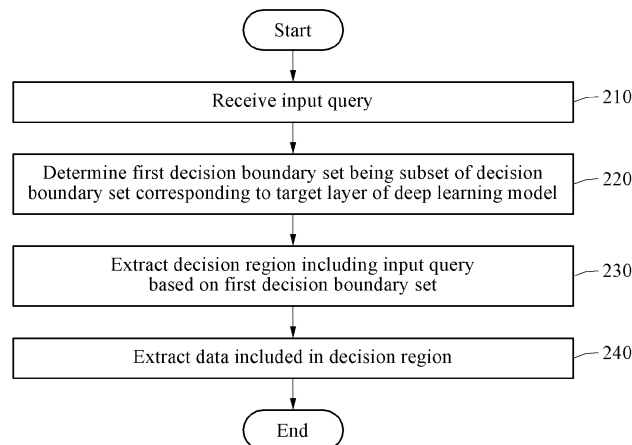 Start
Receive input query
210
Determine first decision boundary set being subset of decision
boundary set corresponding to target layer of deep learning model
220
Extract decision region including input query
based on first decision boundary set
230
Extract data included in decision region
240
End